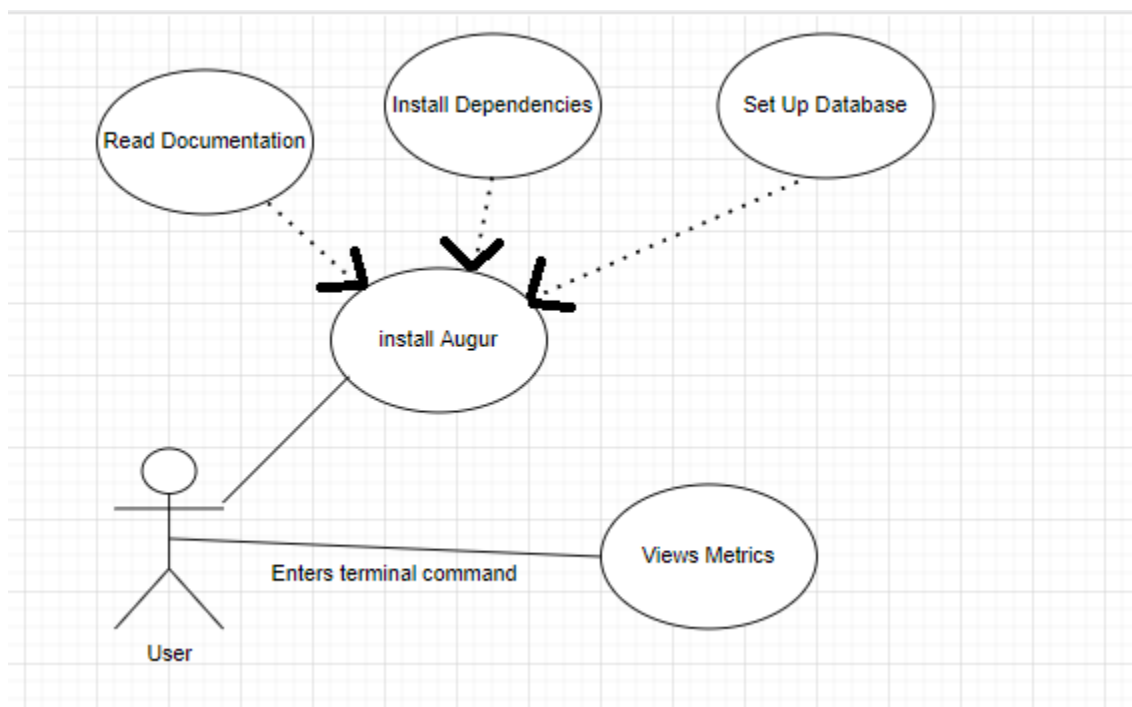 Install Dependencies
Set Up Database
Read Documentation
install Augur
Views Metrics
Enters terminal command
User